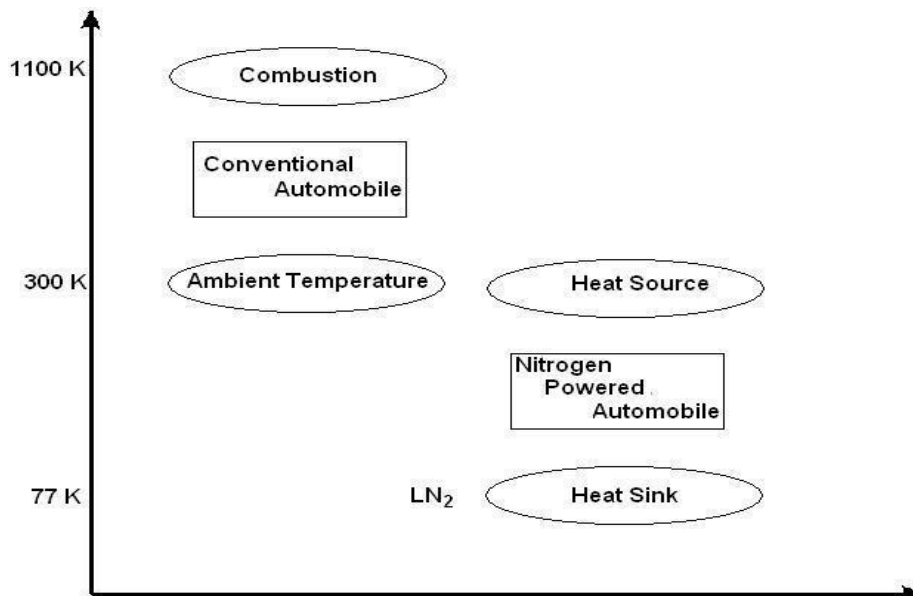 1100 K
Combustion
Conventional
Automobile
300 K
Ambient Temperature
Heat Source
Nitrogen
Powered
Automobile
77 K
LN₂
Heat Sink